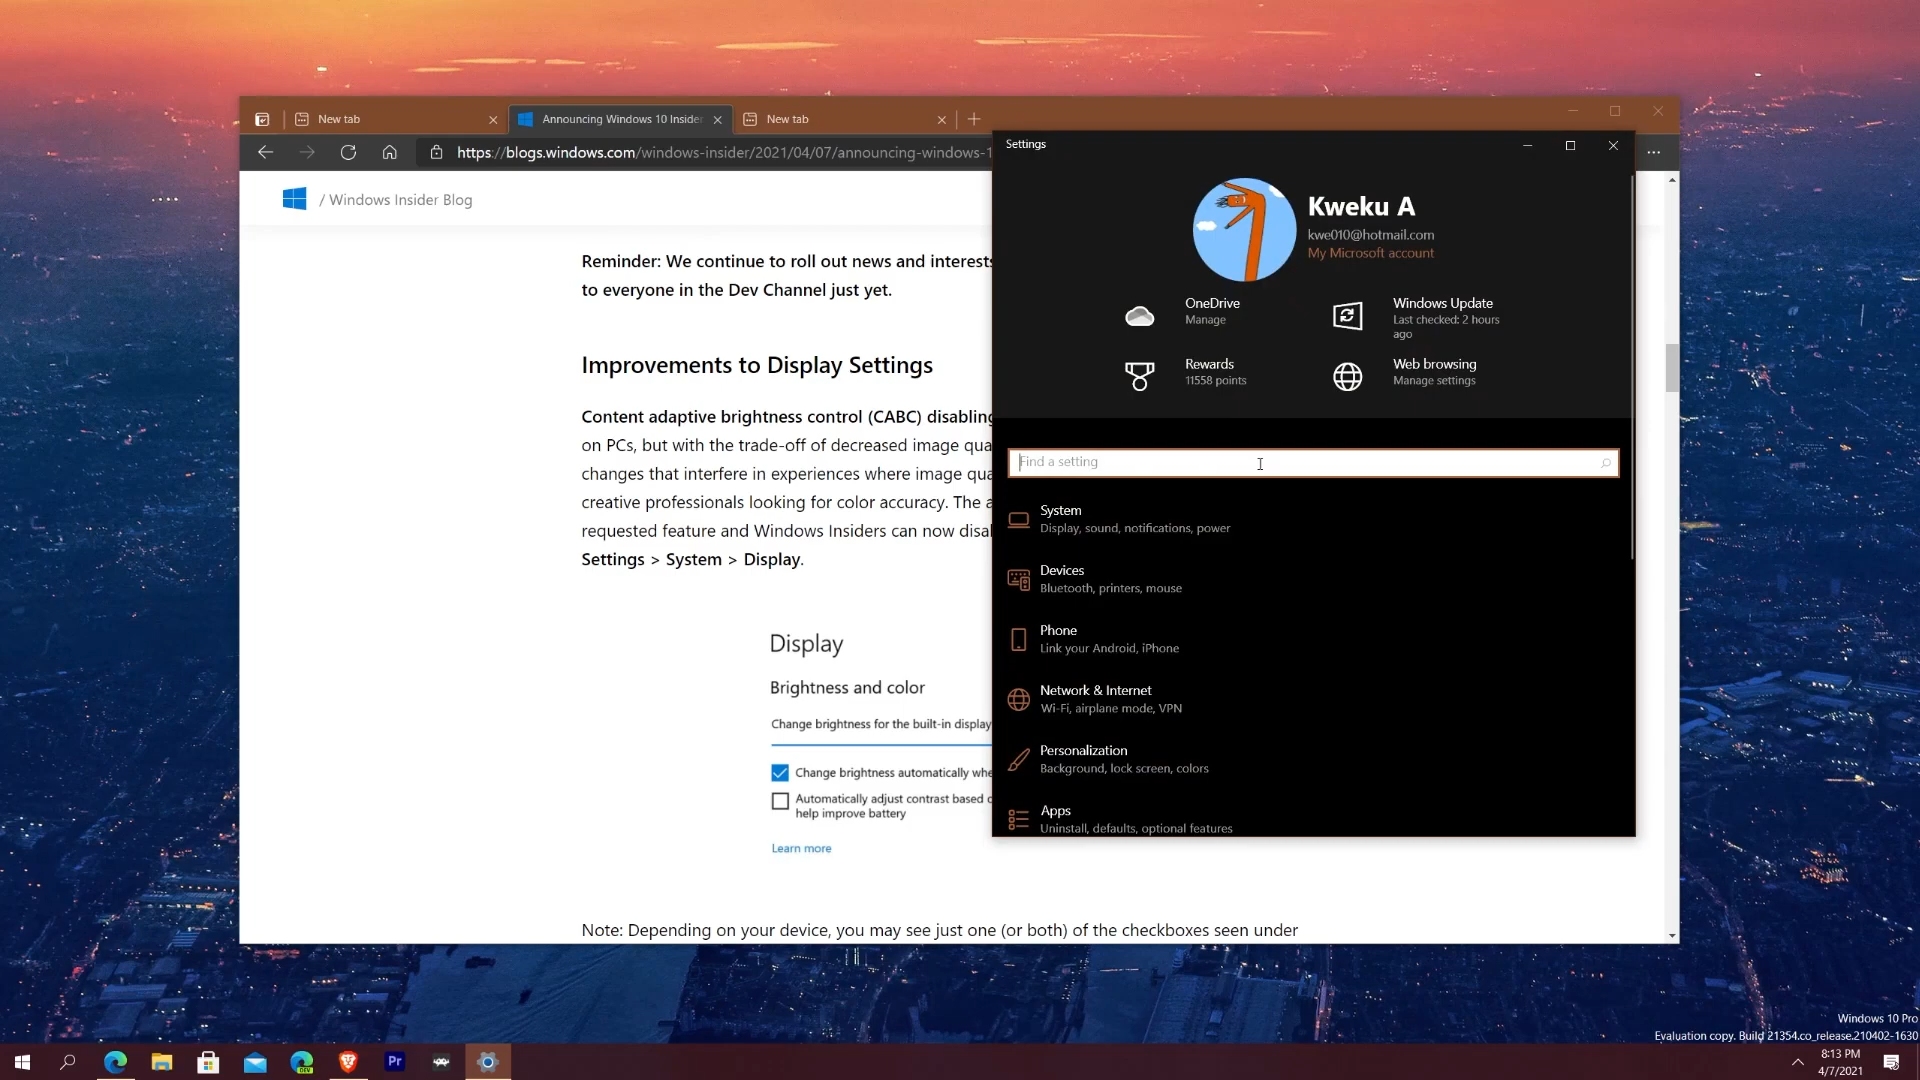 New tab
Announcing Windows 10 Insider
New tab
https://blogs.windows.com/windows-insider/2021/04/07/announcing-windows-1
/ Windows Insider Blog
Reminder: We continue to roll out news and interests
to everyone in the Dev Channel just yet.
Improvements to Display Settings
Content adaptive brightness control (CABC) disabling
on PCs, but with the trade-off of decreased image qua
changes that interfere in experiences where image qua
creative professionals looking for color accuracy. The a
requested feature and Windows Insiders can now disal
Settings > System > Display.
Display
Brightness and color
Change brightness for the built-in display
Change brightness automatically whe
Automatically adjust contrast based o
help improve battery
Learn more
Note: Depending on your device, you may see just one (or both) of the checkboxes seen under
Settings
Kweku A
kwe010@hotmail.com
My Microsoft account
OneDrive
Manage
Windows Update
Last checked: 2 hours
ago
Rewards
11558 points
Web browsing
Manage settings
Find a setting
System
Display, sound, notifications, power
Devices
Bluetooth, printers, mouse
Phone
Link your Android, iPhone
Network & Internet
Wi-Fi, airplane mode, VPN
Personalization
Background, lock screen, colors
Apps
Uninstall, defaults, optional features
Windows 10 Pro
Evaluation copy. Build 21354.co_release.210402-1630
DEV
Pr
8:13 PM
4/7/2021